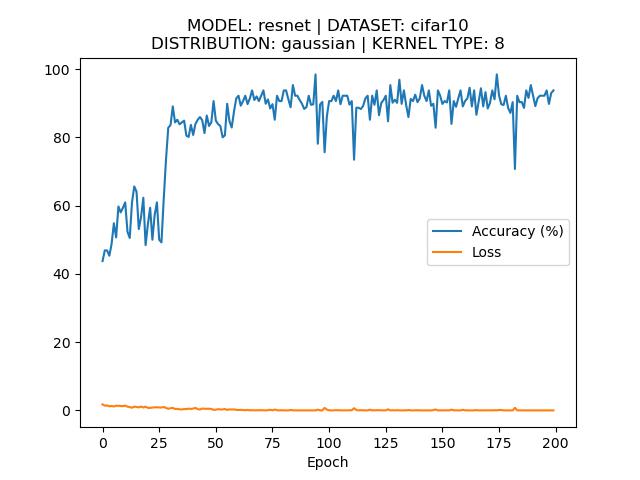 MODEL: resnet | DATASET: cifar10
DISTRIBUTION: gaussian | KERNEL TYPE: 8
100
80
60
40
20
0
Accuracy (%)
Loss
0 25 50 75 100 125 150 175 200
Epoch